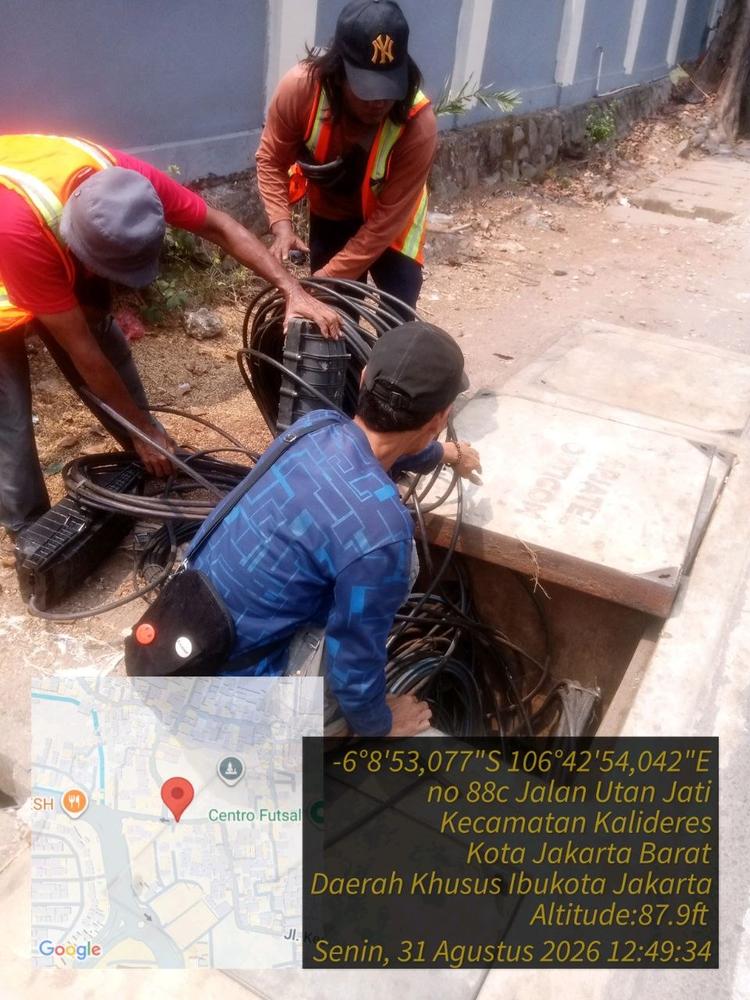 NY
SH
Centro Futsal
Google
-6°8'53,077"S 106°42'54,042"E
no 88c Jalan Utan Jati
Kecamatan Kalideres
Kota Jakarta Barat
Daerah Khusus Ibukota Jakarta
Altitude:87.9ft
Senin, 31 Agustus 2026 12:49:34